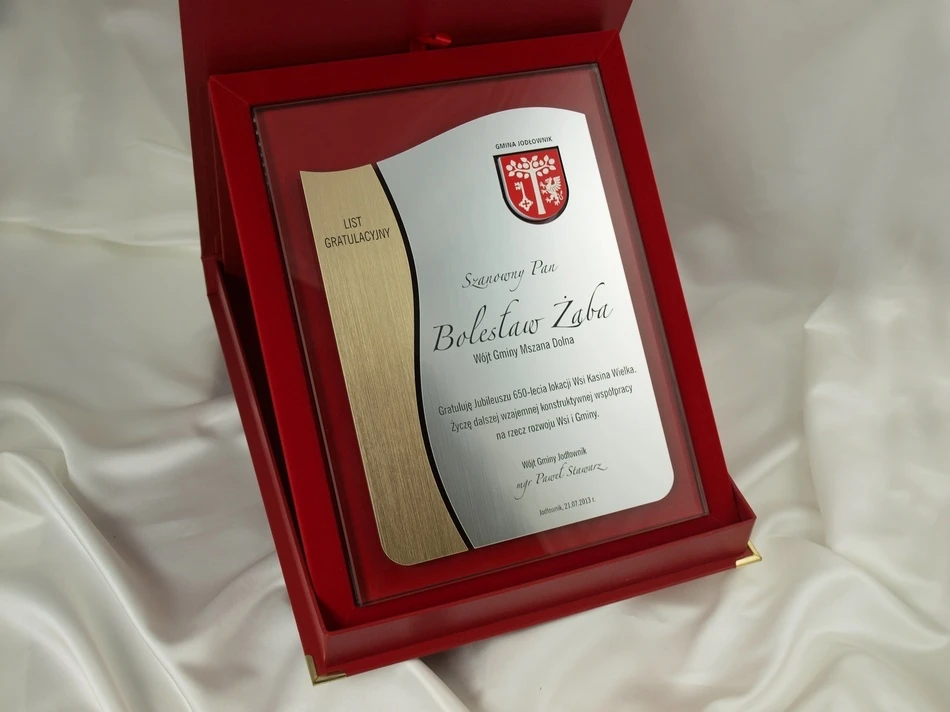 GMINA JODŁOWNIK
LIST
GRATULACYJNY
Szanowny Pan
Bolesław Żaba
Wójt Gminy Mszana Dolna
Gratuluję Jubileuszu 650-lecia lokacji Wsi Kasina Wielka.
Życzę dalszej wzajemnej konstruktywnej współpracy
na rzecz rozwoju Wsi i Gminy.
Wójt Gminy Jodłownik
mgr Paweł Stawarz
Jodłownik, 21.07.2013 r.